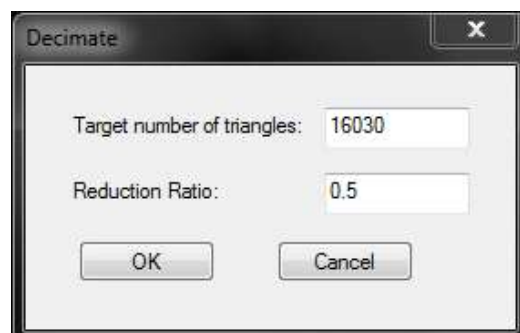 Decimate
Target number of triangles: 16030
Reduction Ratio: 0.5
OK Cancel